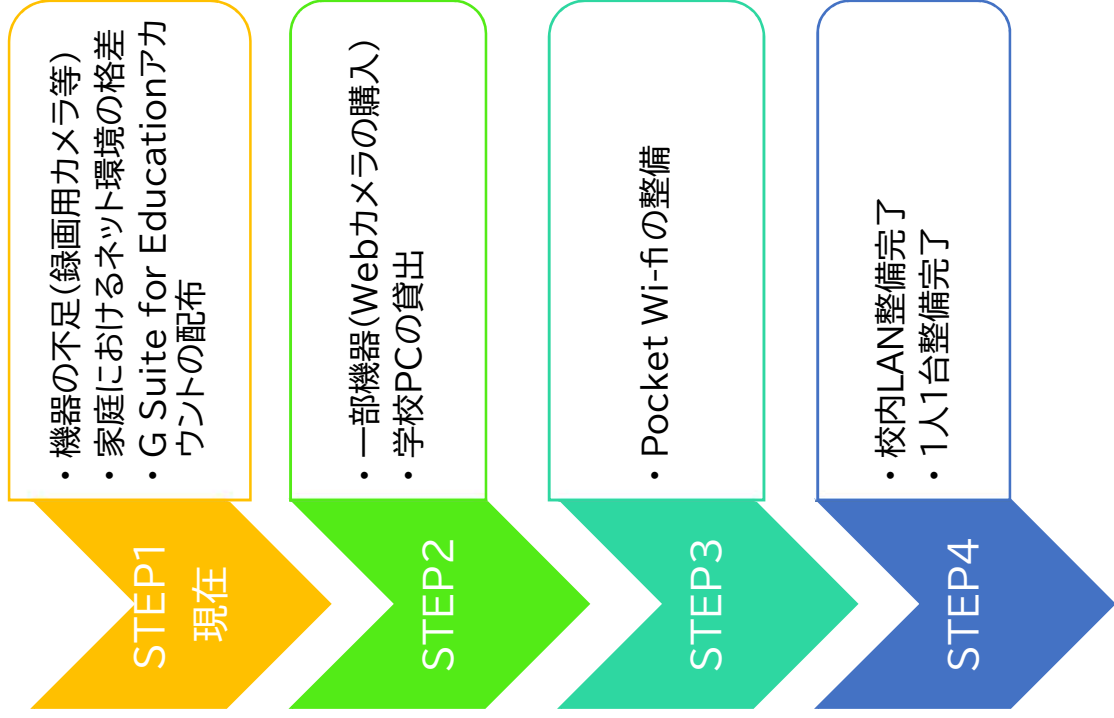 STEP1
現在
・機器の不足(録画用カメラ等)
・家庭におけるネット環境の格差
・G Suite for Educationアカ
ウントの配布
STEP2
・一部機器(Webカメラの購入)
・学校PCの貸出
STEP3
・Pocket Wi-fiの整備
STEP4
・校内LAN整備完了
・1人1台整備完了